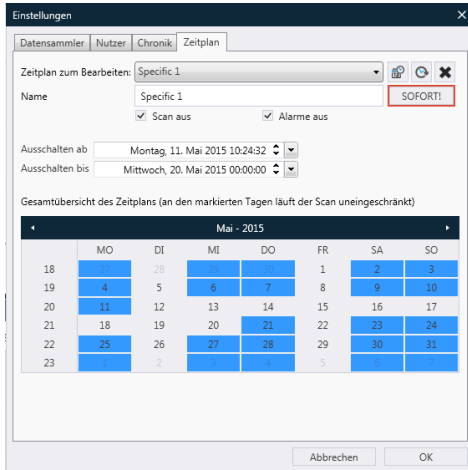 Einstellungen
Datensammler Nutzer Chronik Zeitplan
Zeitplan zum Bearbeiten: Specific 1
Name Specific 1 SOFORT!
Scan aus Alarme aus
Ausschalten ab Montag, 11. Mai 2015 10:24:32
Ausschalten bis Mittwoch, 20. Mai 2015 00:00:00
Gesamtübersicht des Zeitplans (an den markierten Tagen läuft der Scan uneingeschränkt)
Mai - 2015
MO DI MI DO FR SA SO
18 27 28 29 30 1 2 3
19 4 5 6 7 8 9 10
20 11 12 13 14 15 16 17
21 18 19 20 21 22 23 24
22 25 26 27 28 29 30 31
23 1 2 3 4 5 6 7
Abbrechen OK